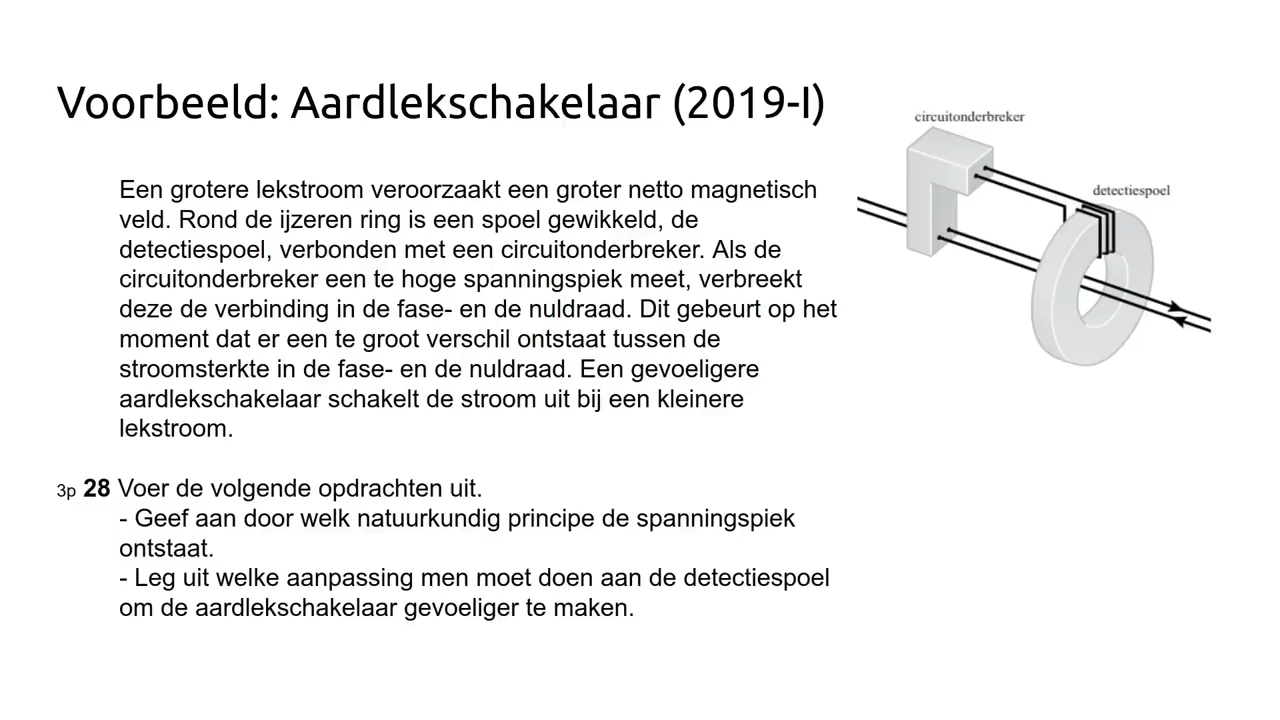 Voorbeeld: Aardlekschakelaar (2019-I)
circuitonderbreker
detectiespoel
Een grotere lekstroom veroorzaakt een groter netto magnetisch
veld. Rond de ijzeren ring is een spoel gewikkeld, de
detectiespoel, verbonden met een circuitonderbreker. Als de
circuitonderbreker een te hoge spanningspiek meet, verbreekt
deze de verbinding in de fase- en de nuldraad. Dit gebeurt op het
moment dat er een te groot verschil ontstaat tussen de
stroomsterkte in de fase- en de nuldraad. Een gevoeligere
aardlekschakelaar schakelt de stroom uit bij een kleinere
lekstroom.
3p 28 Voer de volgende opdrachten uit.
- Geef aan door welk natuurkundig principe de spanningspiek
ontstaat.
- Leg uit welke aanpassing men moet doen aan de detectiespoel
om de aardlekschakelaar gevoeliger te maken.